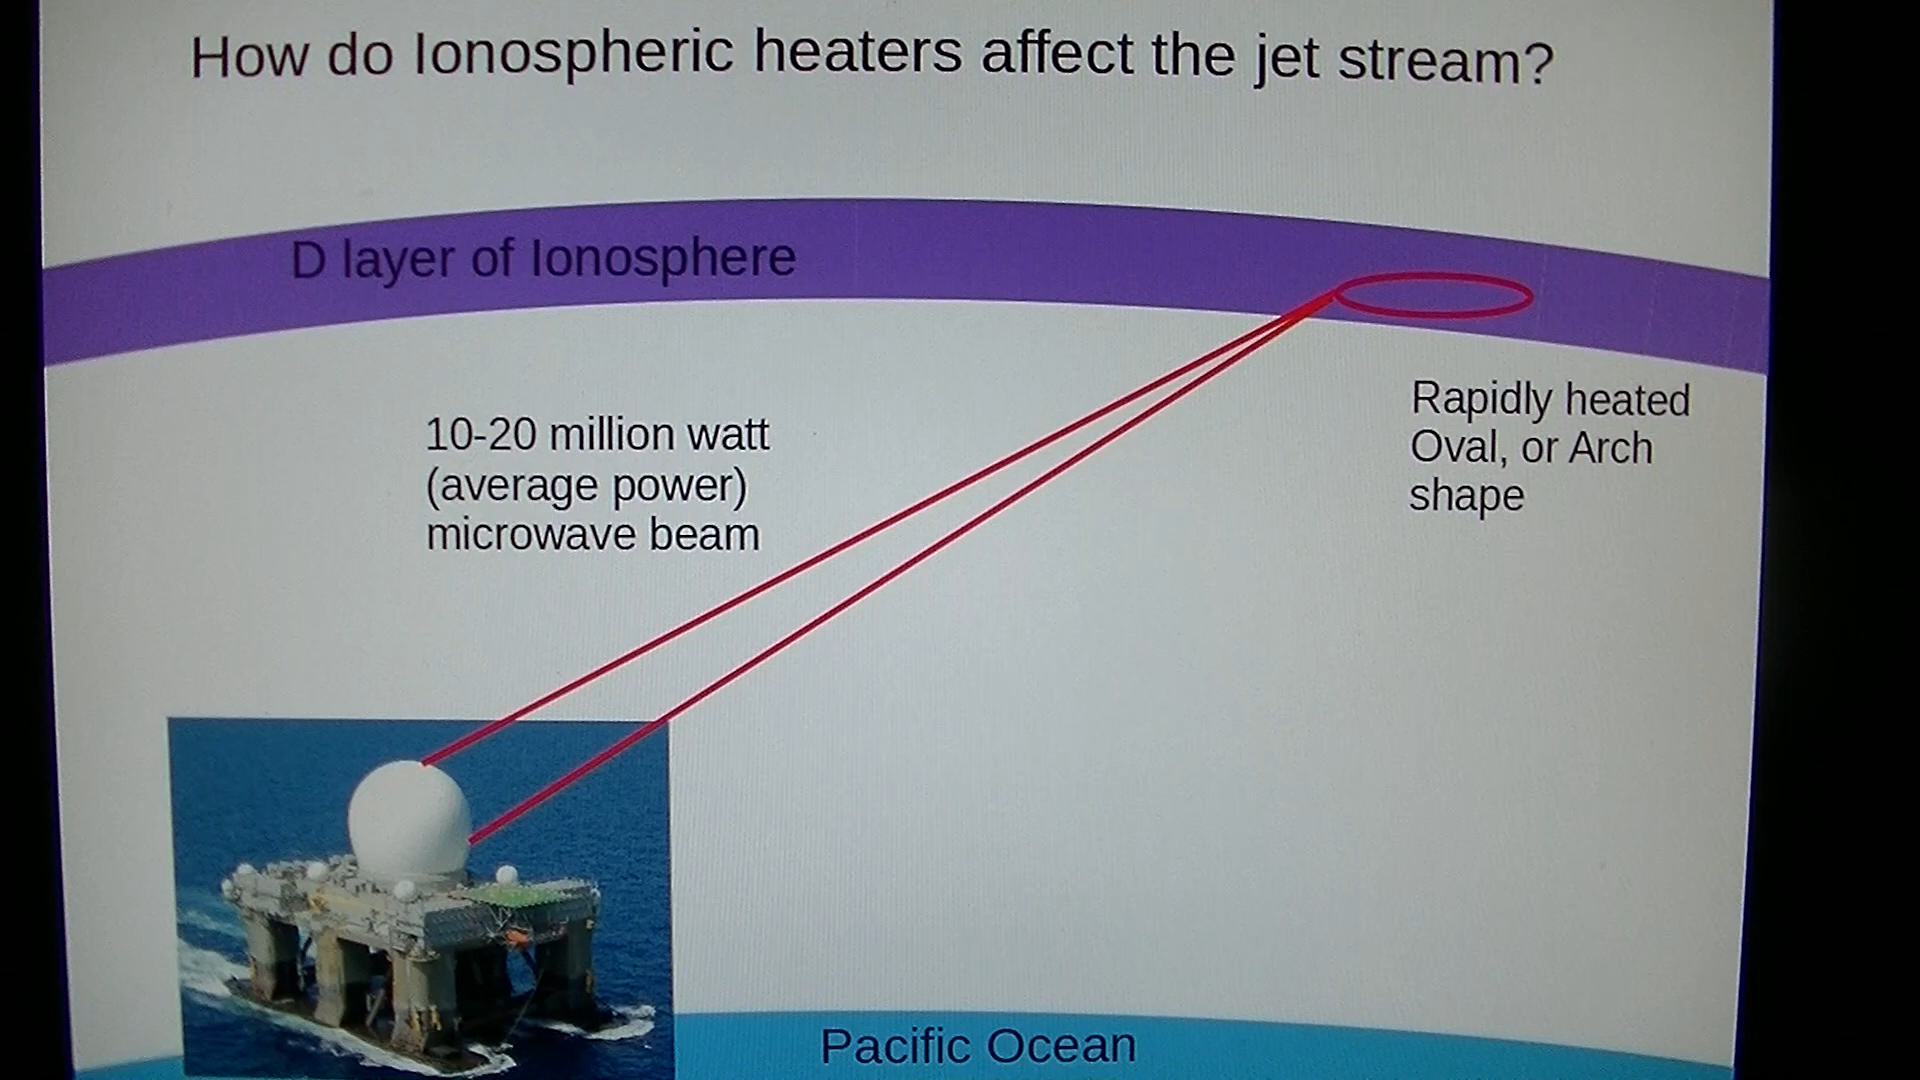 How do Ionospheric heaters affect the jet stream?
D layer of Ionosphere
10-20 million watt
(average power)
microwave beam
Rapidly heated
Oval, or Arch
shape
Pacific Ocean